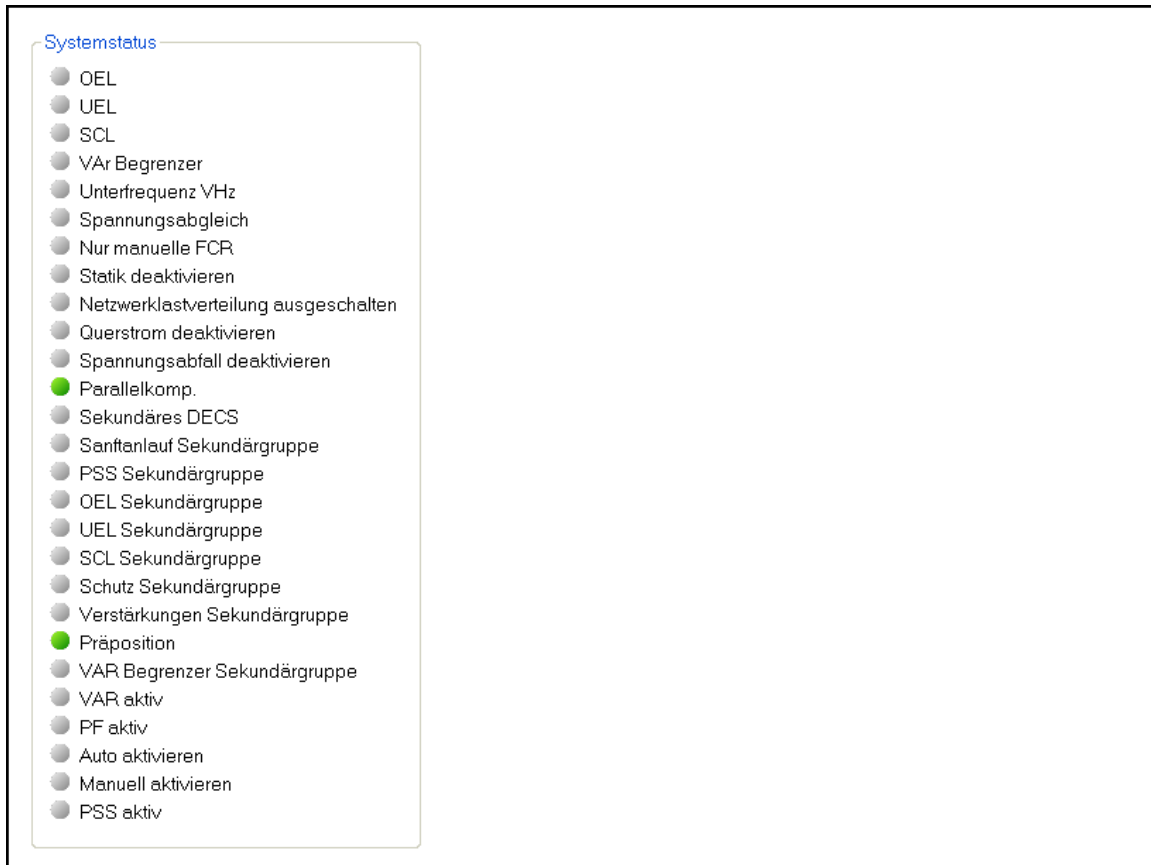 Systemstatus
OEL
UEL
SCL
VAr Begrenzer
Unterfrequenz VHz
Spannungsabgleich
Nur manuelle FCR
Statik deaktivieren
Netzwerklastverteilung ausgeschalten
Querstrom deaktivieren
Spannungsabfall deaktivieren
Parallelkomp.
Sekundäres DECS
Sanftanlauf Sekundärgruppe
PSS Sekundärgruppe
OEL Sekundärgruppe
UEL Sekundärgruppe
SCL Sekundärgruppe
Schutz Sekundärgruppe
Verstärkungen Sekundärgruppe
Präposition
VAR Begrenzer Sekundärgruppe
VAR aktiv
PF aktiv
Auto aktivieren
Manuell aktivieren
PSS aktiv